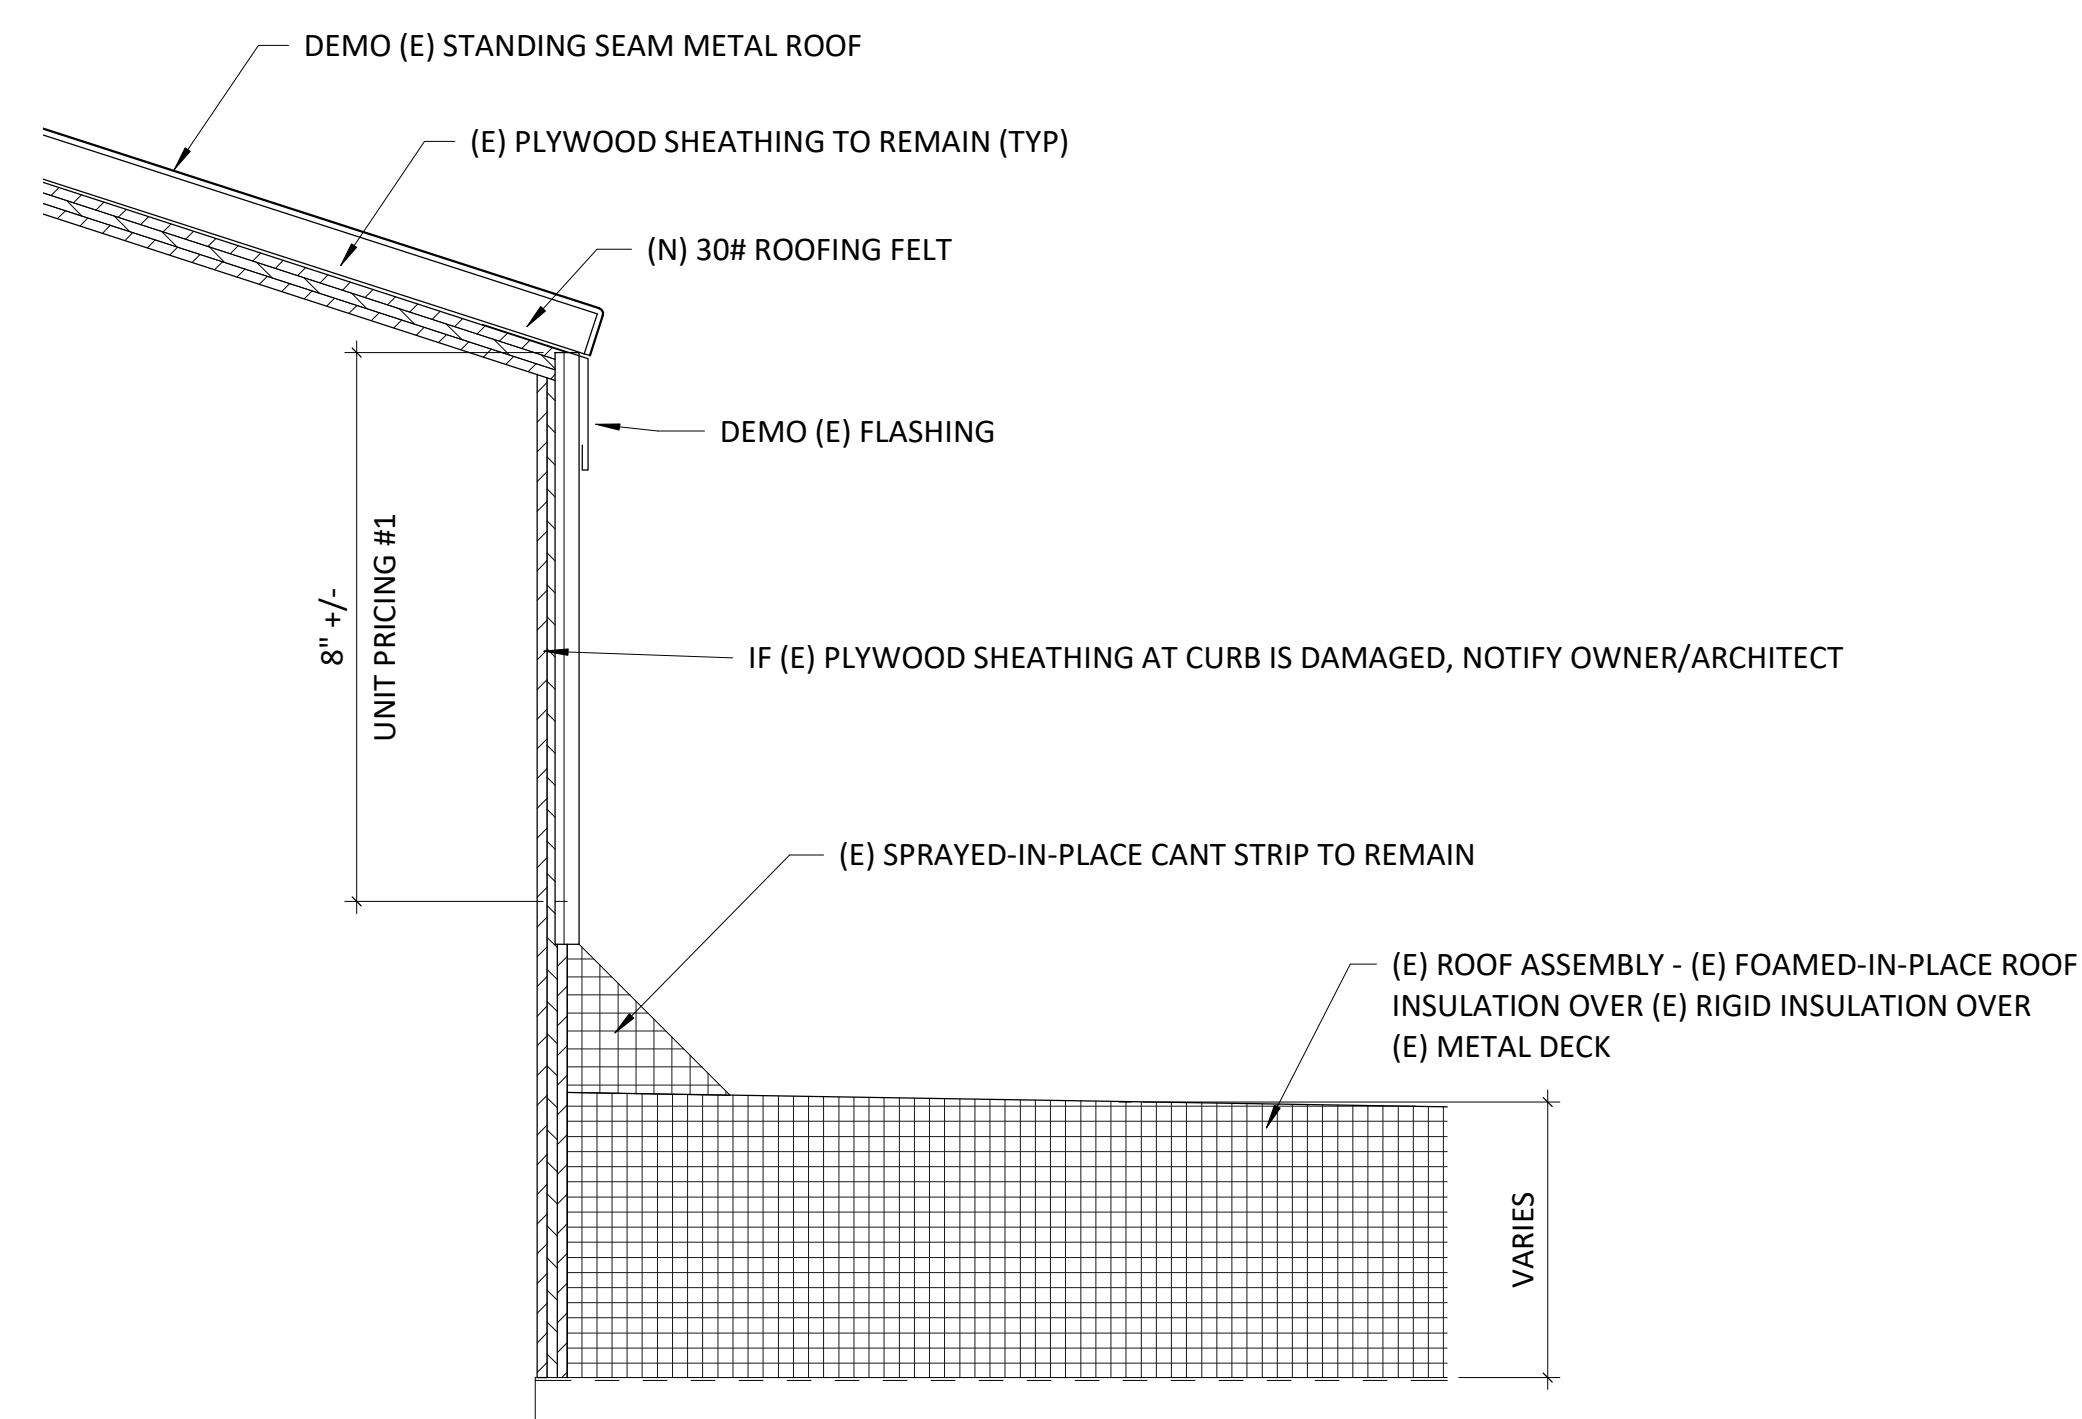 DEMO (E) STANDING SEAM METAL ROOF
(E) PLYWOOD SHEATHING TO REMAIN (TYP)
(N) 30# ROOFING FELT
DEMO (E) FLASHING
8" +/-
UNIT PRICING #1
IF (E) PLYWOOD SHEATHING AT CURB IS DAMAGED, NOTIFY OWNER/ARCHITECT
(E) SPRAYED-IN-PLACE CANT STRIP TO REMAIN
(E) ROOF ASSEMBLY - (E) FOAMED-IN-PLACE ROOF
INSULATION OVER (E) RIGID INSULATION OVER
(E) METAL DECK
VARIES